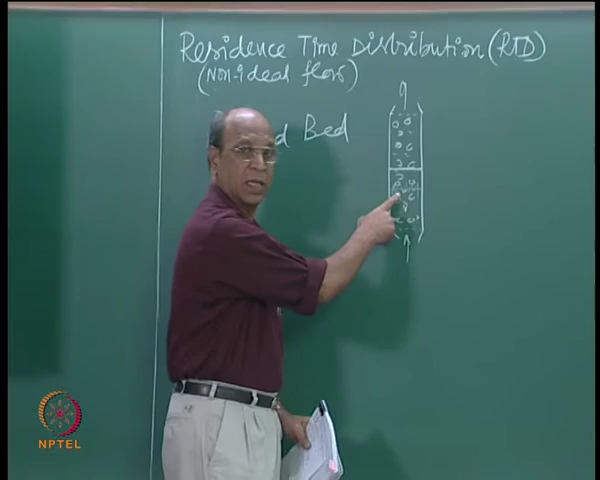 Residence Time Distribution (RTD)
(Non-ideal flow)
d Bed
NPTEL